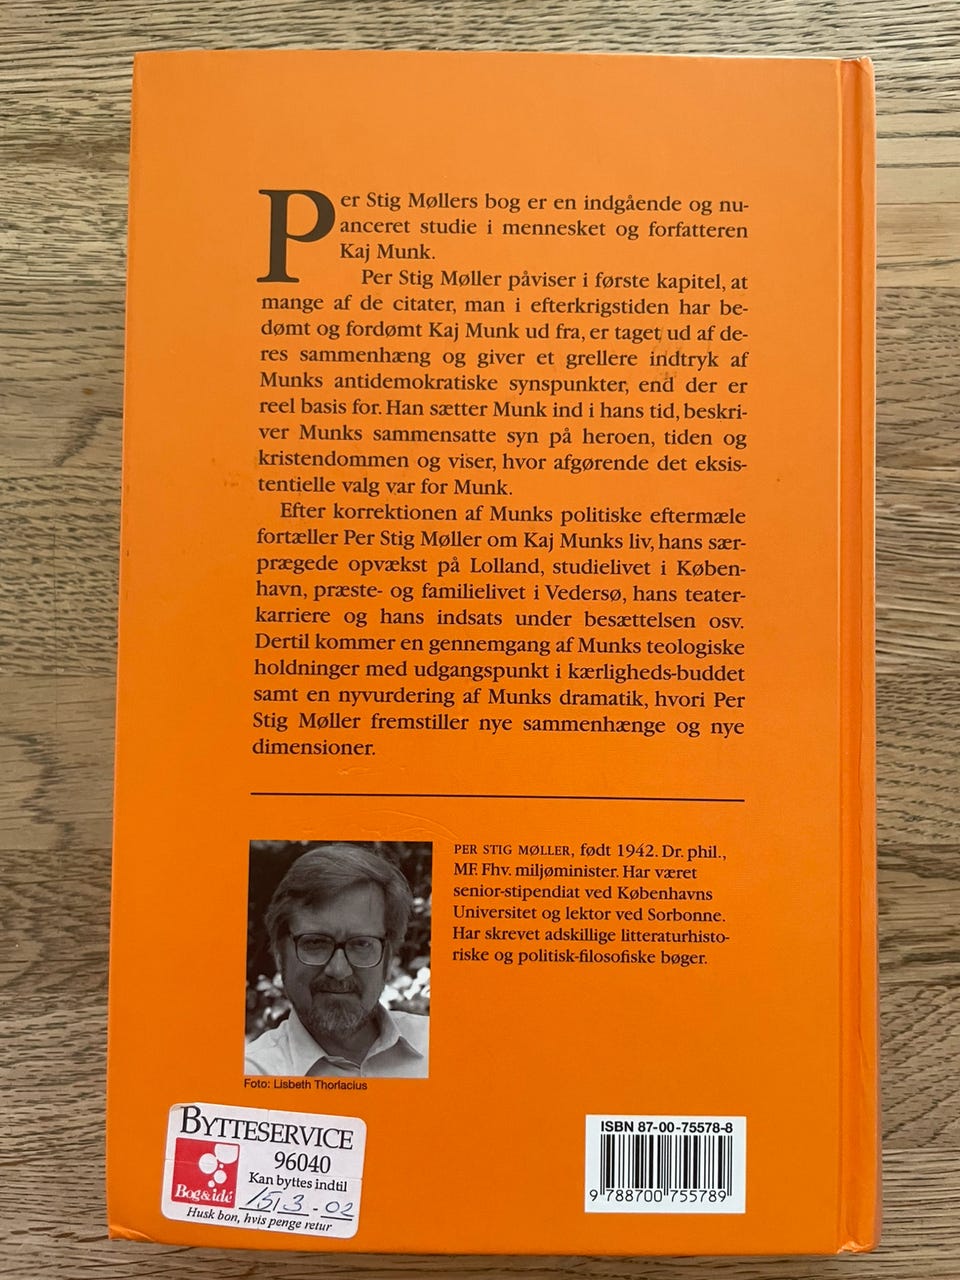 Per Stig Møllers bog er en indgående og nu-
anceret studie i mennesket og forfatteren
Kaj Munk.
Per Stig Møller påviser i første kapitel, at
mange af de citater, man i efterkrigstiden har be-
dømt og fordømt Kaj Munk ud fra, er taget ud af de-
res sammenhæng og giver et grellere indtryk af
Munks antidemokratiske synspunkter, end der er
reel basis for. Han sætter Munk ind i hans tid, beskri-
ver Munks sammensatte syn på heroen, tiden og
kristendommen og viser, hvor afgørende det eksis-
tentielle valg var for Munk.
Efter korrektionen af Munks politiske eftermæle
fortæller Per Stig Møller om Kaj Munks liv, hans sær-
prægede opvækst på Lolland, studielivet i Køben-
havn, præste- og familielivet i Vedersø, hans teater-
karriere og hans indsats under besættelsen osv.
Dertil kommer en gennemgang af Munks teologiske
holdninger med udgangspunkt i kærligheds-buddet
samt en nyvurdering af Munks dramatik, hvori Per
Stig Møller fremstiller nye sammenhænge og nye
dimensioner.
PER STIG MØLLER, født 1942. Dr. phil.,
MF. Fhv. miljøminister. Har været
senior-stipendiat ved Københavns
Universitet og lektor ved Sorbonne.
Har skrevet adskillige litteraturhisto-
riske og politisk-filosofiske bøger.
Foto: Lisbeth Thorlacius
BYTTESERVICE
96040
Kan byttes indtil
15/3-02
Bog&idé
Husk bon, hvis penge retur
ISBN 87-00-75578-8
9 788700 755789